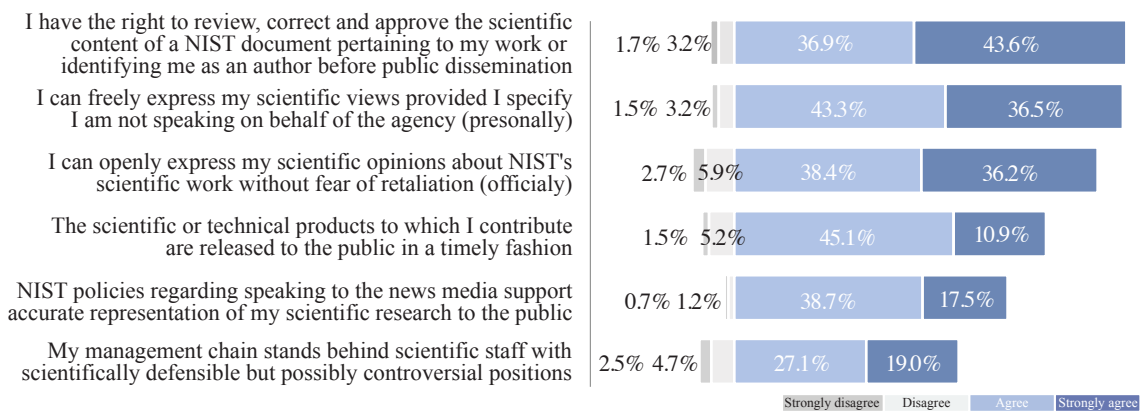 I have the right to review, correct and approve the scientific
content of a NIST document pertaining to my work or
identifying me as an author before public dissemination
1.7% 3.2% 36.9% 43.6%
I can freely express my scientific views provided I specify
I am not speaking on behalf of the agency (presonally)
1.5% 3.2% 43.3% 36.5%
I can openly express my scientific opinions about NIST's
scientific work without fear of retaliation (officialy)
2.7% 5.9% 38.4% 36.2%
The scientific or technical products to which I contribute
are released to the public in a timely fashion
1.5% 5.2% 45.1% 10.9%
NIST policies regarding speaking to the news media support
accurate representation of my scientific research to the public
0.7% 1.2% 38.7% 17.5%
My management chain stands behind scientific staff with
scientifically defensible but possibly controversial positions
2.5% 4.7% 27.1% 19.0%
Strongly disagree Disagree Agree Strongly agree